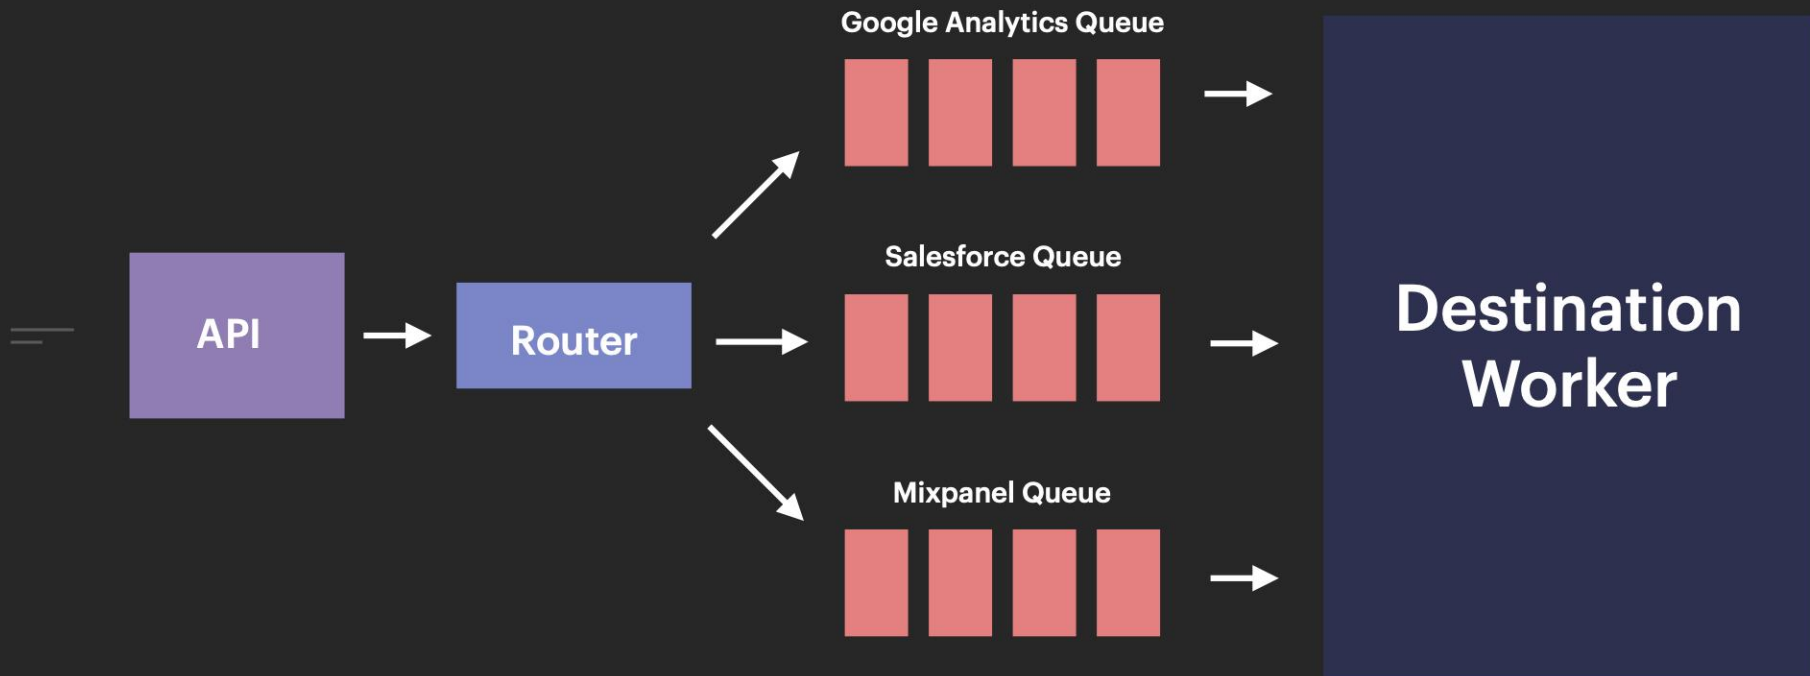 Google Analytics Queue
Salesforce Queue
API
Router
Destination
Worker
Mixpanel Queue